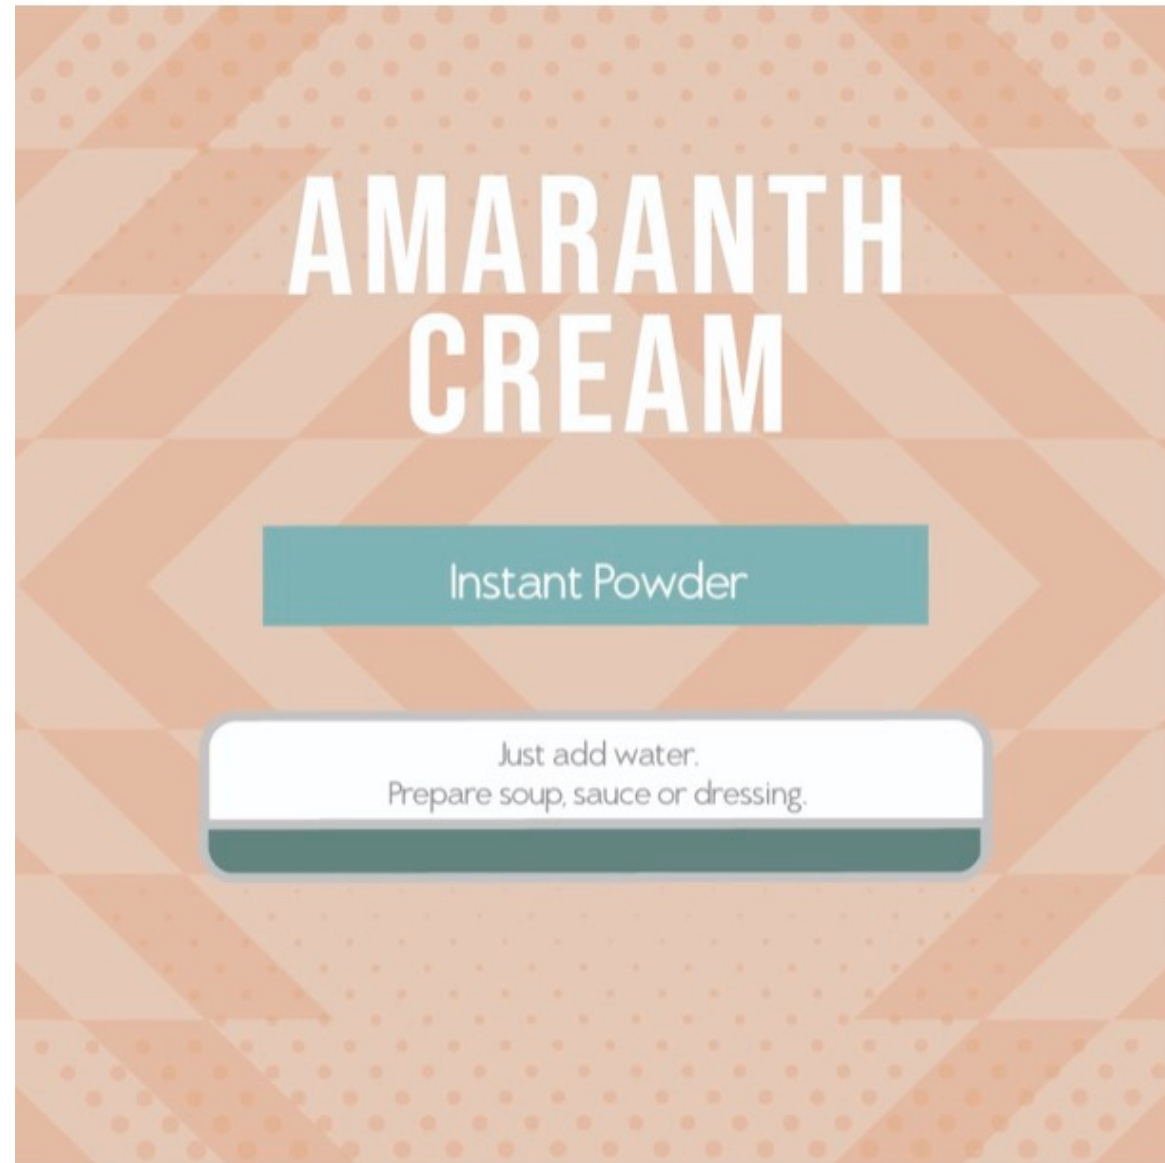 AMARANTH
CREAM
Instant Powder
Just add water.
Prepare soup, sauce or dressing.